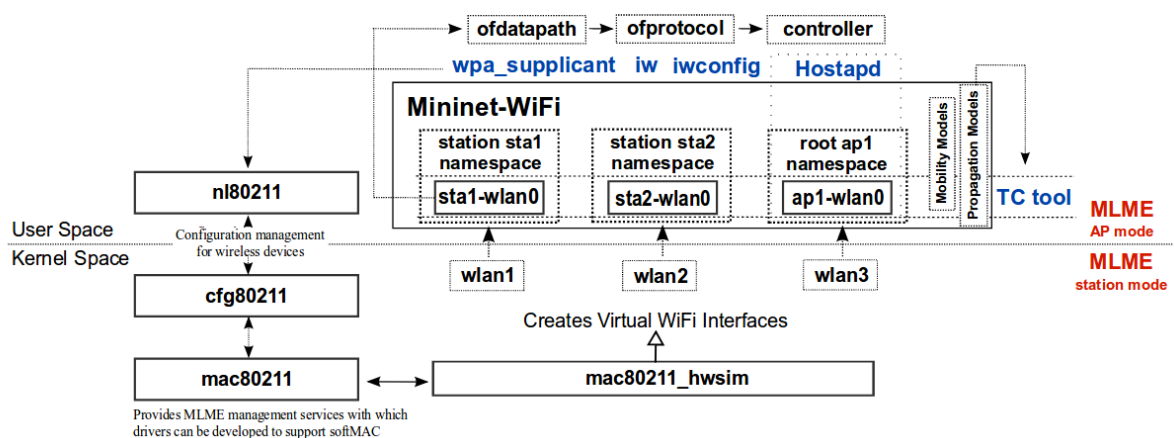 ofdatapath
ofprotocol
controller
wpa_supplicant
iw
iwconfig
Hostapd
Mininet-WiFi
station sta1
namespace
sta1-wlan0
station sta2
namespace
sta2-wlan0
root ap1
namespace
ap1-wlan0
Mobility Models
Propagation Models
TC tool
nl80211
MLME
AP mode
User Space
Configuration management
for wireless devices
Kernel Space
MLME
station mode
wlan1
wlan2
wlan3
cfg80211
Creates Virtual WiFi Interfaces
mac80211
mac80211_hwsim
Provides MLME management services with which
drivers can be developed to support softMAC